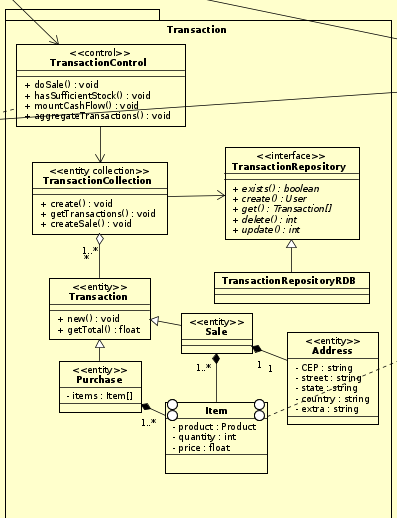 Transaction
<<control>>
TransactionControl
+ doSale() : void
+ hasSufficientStock() : void
+ mountCashFlow() : void
+ aggregateTransactions() : void
<<entity collection>>
TransactionCollection
+ create() : void
+ getTransactions() : void
+ createSale() : void
<<interface>>
TransactionRepository
+ exists() : boolean
+ create() : User
+ get() : Transaction[]
+ delete() : int
+ update() : int
1..*
*
TransactionRepositoryRDB
<<entity>>
Transaction
+ new() : void
+ getTotal() : float
<<entity>>
Sale
<<entity>>
Address
- CEP : string
- street : string
- state : string
- country : string
- extra : string
1
1
1..*
<<entity>>
Purchase
- items : Item[]
1..*
Item
- product : Product
- quantity : int
- price : float